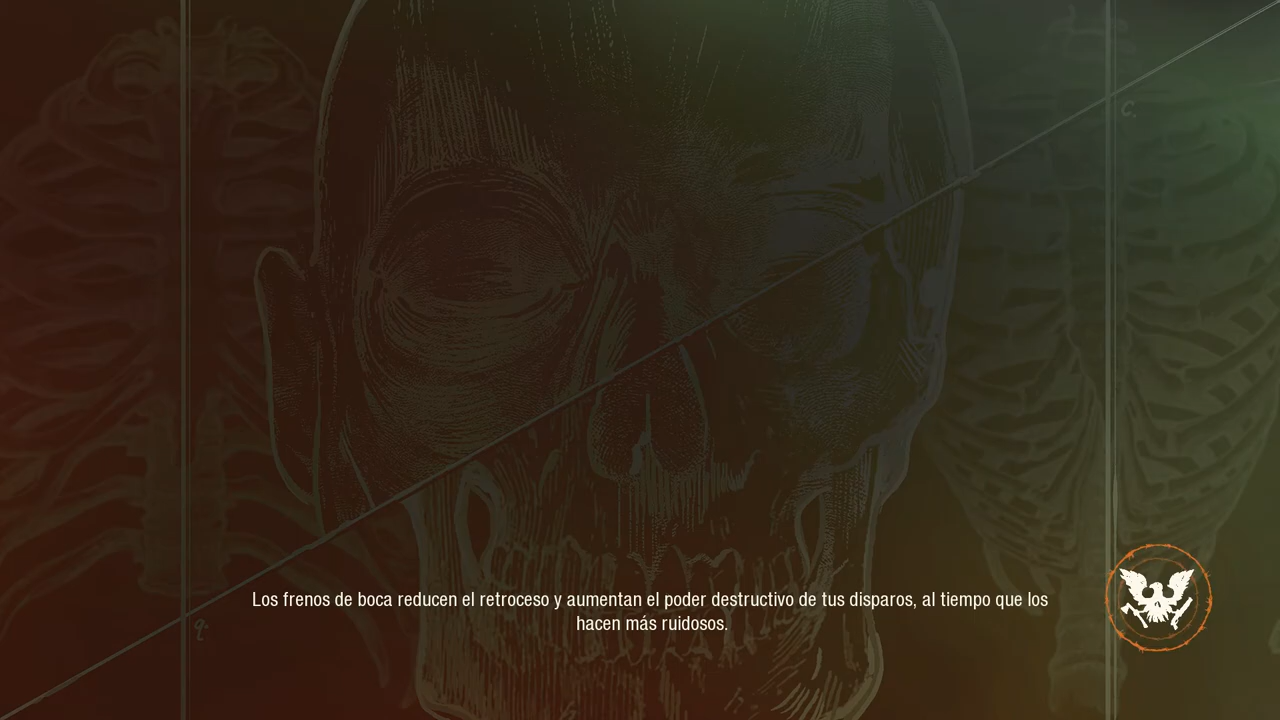 c.
Los frenos de boca reducen el retroceso y aumentan el poder destructivo de tus disparos, al tiempo que los
hacen más ruidosos.
q.